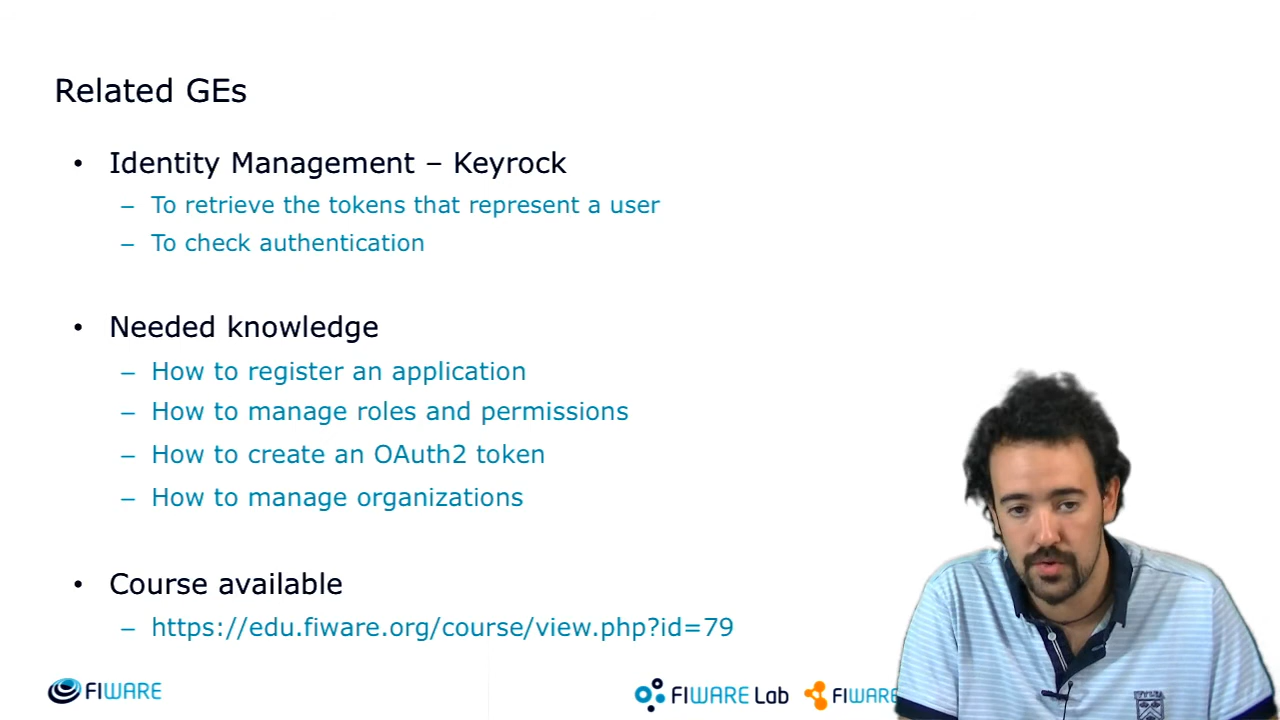 Related GEs
• Identity Management – Keyrock
– To retrieve the tokens that represent a user
– To check authentication
• Needed knowledge
– How to register an application
– How to manage roles and permissions
– How to create an OAuth2 token
– How to manage organizations
• Course available
– https://edu.fiware.org/course/view.php?id=79
FIWARE
FIWARE Lab
FIWARE